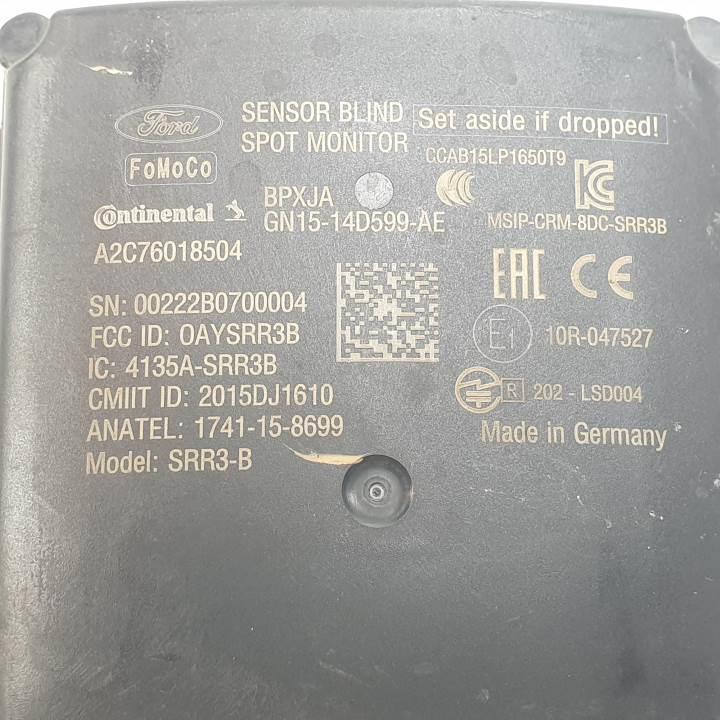 Ford
SENSOR BLIND
SPOT MONITOR
Set aside if dropped!
FoMoCo
CCAB15LP1650T9
BPXJA
Continental
GN15-14D599-AE
MSIP-CRM-8DC-SRR3B
A2C76018504
EAC CE
SN: 00222B0700004
FCC ID: OAYSRR3B
E1 10R-047527
IC: 4135A-SRR3B
CMIIT ID: 2015DJ1610
R 202 - LSD004
ANATEL: 1741-15-8699
Made in Germany
Model: SRR3-B